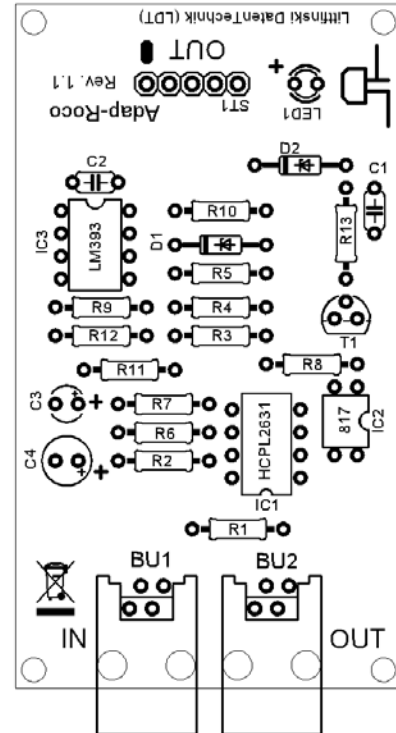 Littfinski DatenTechnik (LDT)
OUT
Adap-Roco Rev. 1.1
ST1
LED1
+
D2
C2
C1
IC3
LM393
R10
D1
R5
R13
R9
R4
R12
R3
T1
R11
R8
C3
+
R7
R6
C4
+
R2
HCPL2631
817
IC2
IC1
R1
BU1
BU2
IN
OUT